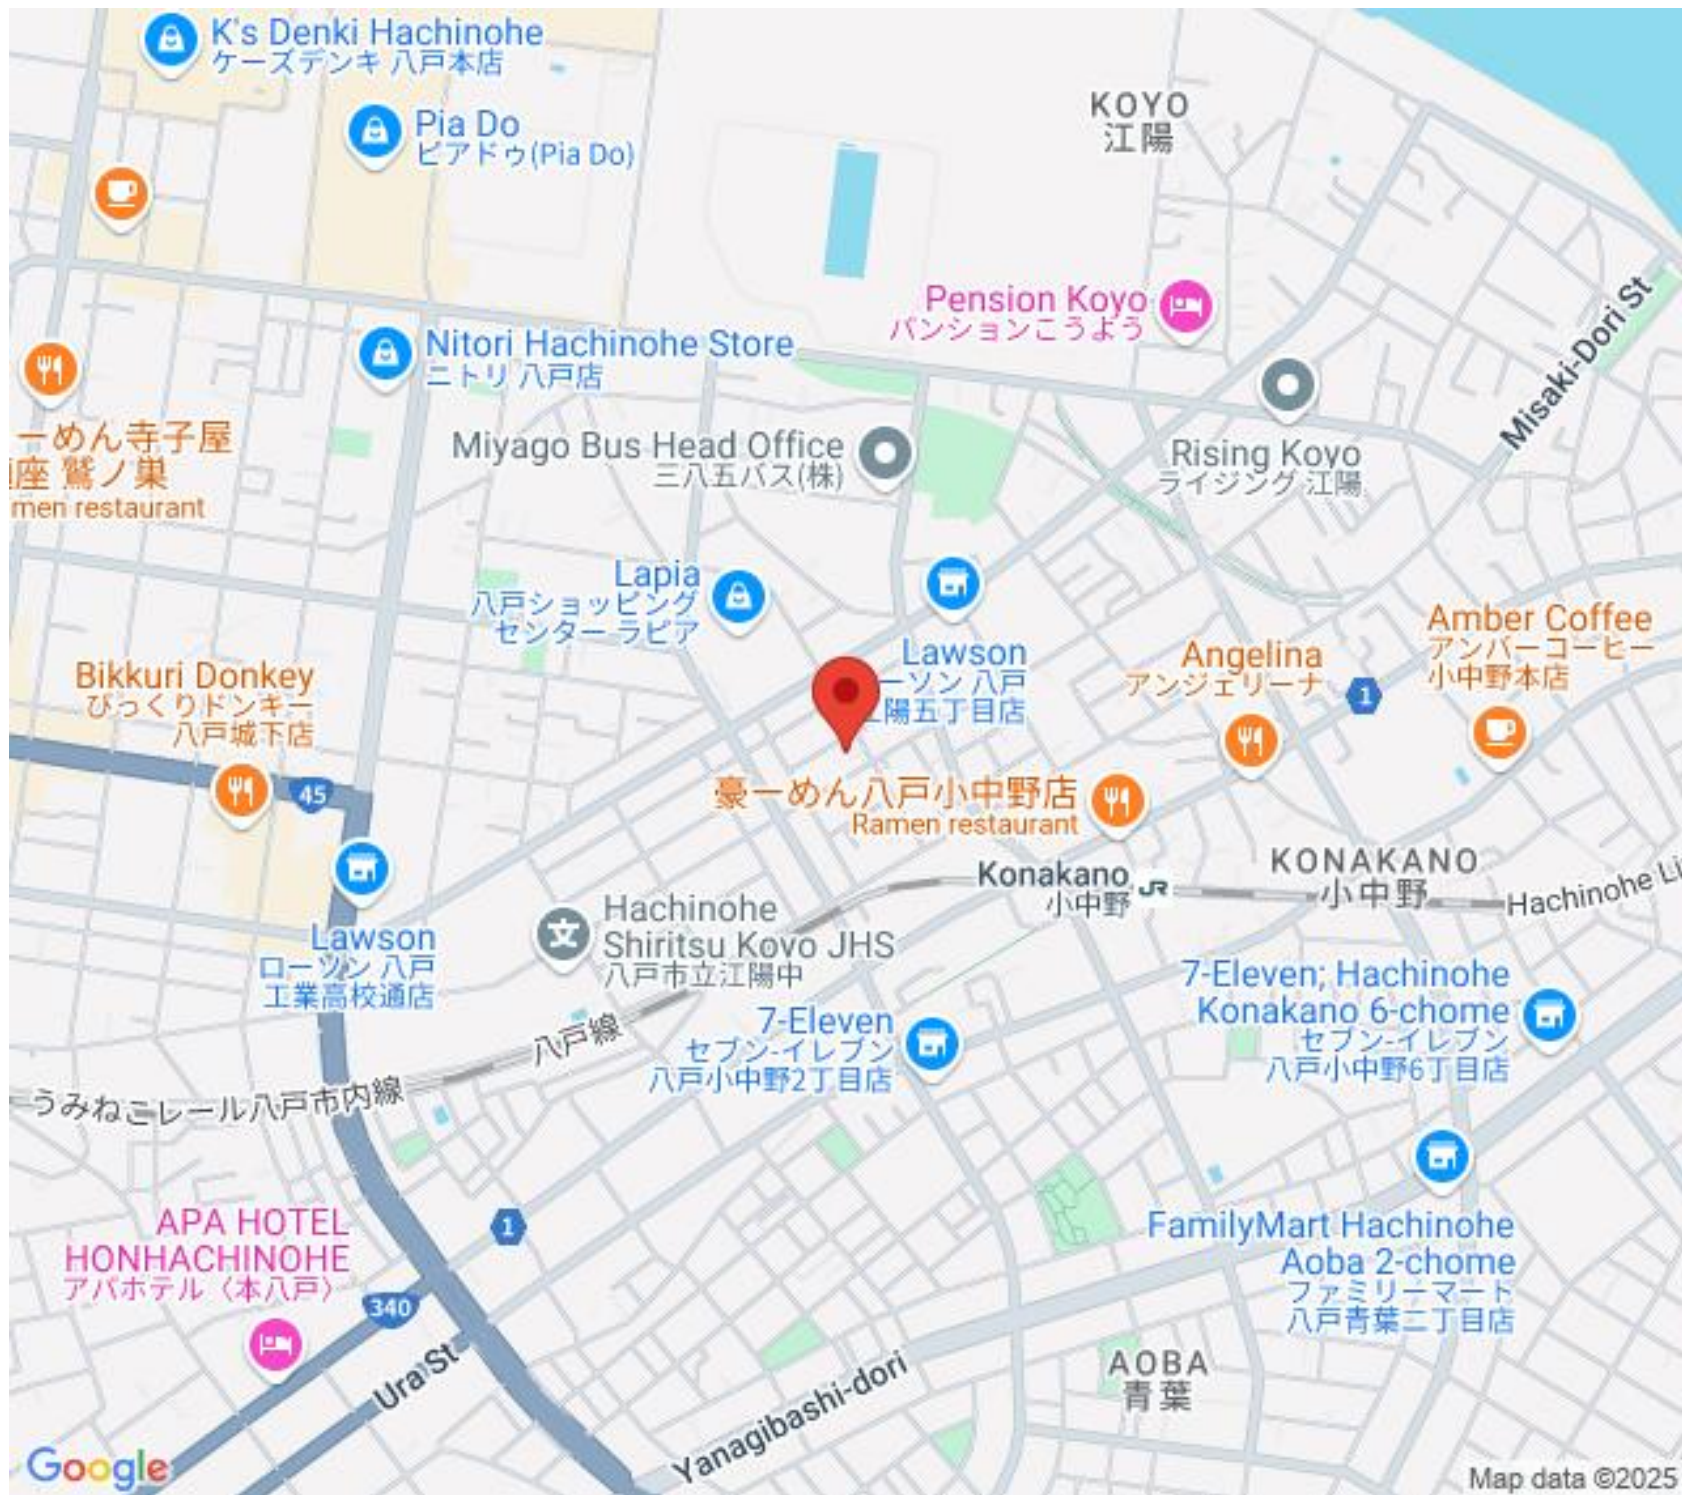 K's Denki Hachinohe
ケーズデンキ 八戸本店
Pia Do
ピアドゥ(Pia Do)
KOYO
江陽
Pension Koyo
パンションこうよう
Misaki-Dori St
Nitori Hachinohe Store
ニトリ 八戸店
ーめん寺子屋
座 鷲ノ巣
men restaurant
Miyago Bus Head Office
三八五バス(株)
Rising Koyo
ライジング 江陽
Lapia
八戸ショッピング
センター ラピア
Lawson
ーソン 八戸
陽五丁目店
Angelina
アンジェリーナ
1
Amber Coffee
アンバーコーヒー
小中野本店
Bikkuri Donkey
びっくりドンキー
八戸城下店
45
豪ーめん八戸小中野店
Ramen restaurant
Konakano
小中野
JR
KONAKANO
小中野
Hachinohe Li
Lawson
ローソン 八戸
工業高校通店
Hachinohe
Shiritsu Koyo JHS
八戸市立江陽中
文
7-Eleven
セブン-イレブン
八戸小中野2丁目店
7-Eleven; Hachinohe
Konakano 6-chome
セブン-イレブン
八戸小中野6丁目店
八戸線
うみねこレール八戸市内線
FamilyMart Hachinohe
Aoba 2-chome
ファミリーマート
八戸青葉二丁目店
1
APA HOTEL
HONHACHINOHE
アパホテル〈本八戸〉
340
Ura St
Yanagibashi-dori
AOBA
青葉
Google
Map data ©2025